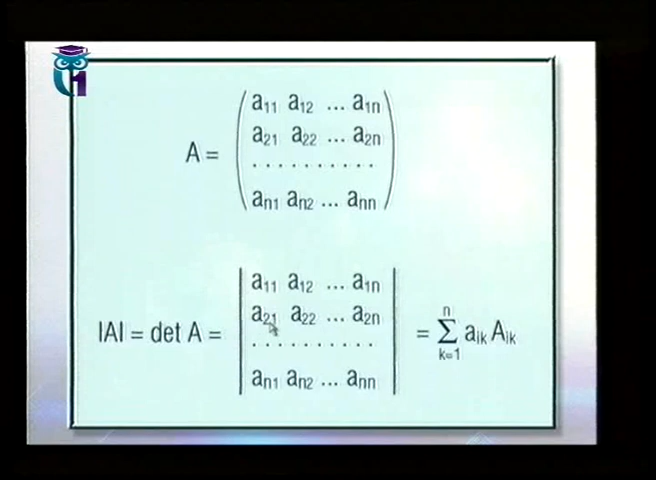 A = ( a₁₁ a₁₂ ... a₁ₙ
a₂₁ a₂₂ ... a₂ₙ
. . . . . . . . . .
aₙ₁ aₙ₂ ... aₙₙ )
|A| = det A = | a₁₁ a₁₂ ... a₁ₙ
a₂₁ a₂₂ ... a₂ₙ
. . . . . . . . . .
aₙ₁ aₙ₂ ... aₙₙ | = ∑ₖ₌₁ⁿ aᵢₖ Aᵢₖ